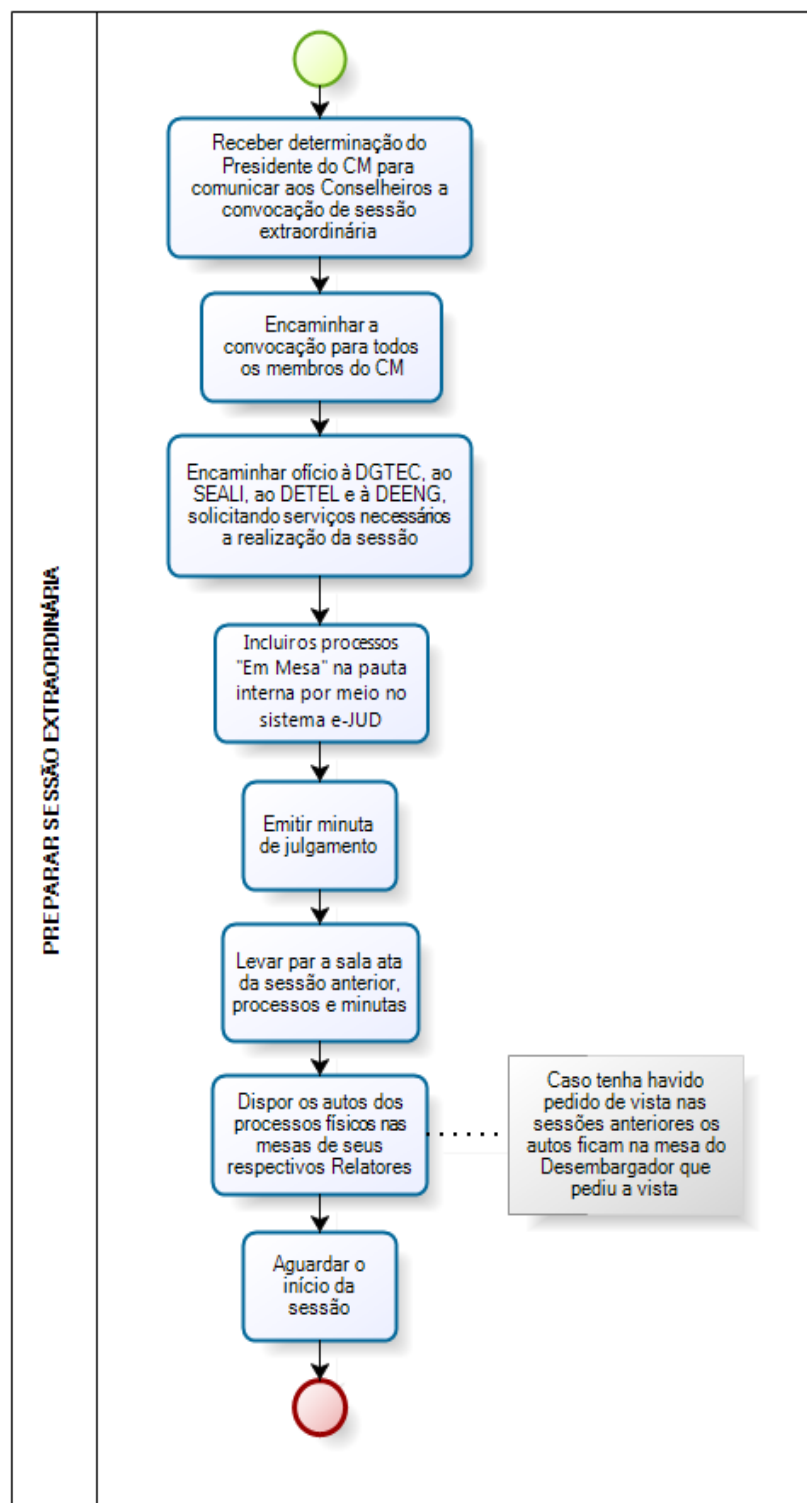 PREPARAR SESSÃO EXTRAORDINÁRIA
Receber determinação do
Presidente do CM para
comunicar aos Conselheiros a
convocação de sessão
extraordinária
Encaminhar a
convocação para todos
os membros do CM
Encaminhar ofício à DGTEC, ao
SEALI, ao DETEL e à DEENG,
solicitando serviços necessários
a realização da sessão
Incluir os processos
"Em Mesa" na pauta
interna por meio no
sistema e-JUD
Emitir minuta
de julgamento
Levar par a sala ata
da sessão anterior,
processos e minutas
Dispor os autos dos
processos físicos nas
mesas de seus
respectivos Relatores
Caso tenha havido
pedido de vista nas
sessões anteriores os
autos ficam na mesa do
Desembargador que
pediu a vista
Aguardar o
início da
sessão